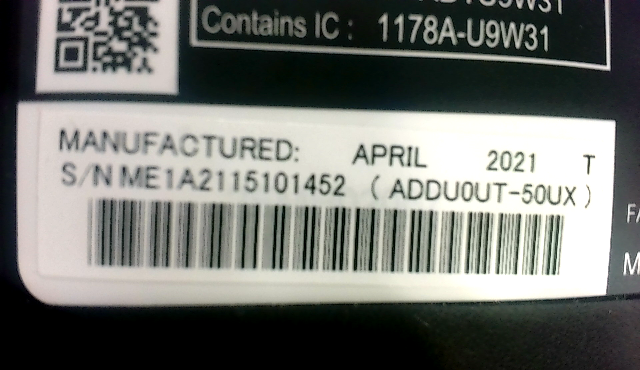 Contains IC : 1178A-U9W31
MANUFACTURED: APRIL 2021 T
S/N ME1A2115101452 ( ADDU0UT-50UX )